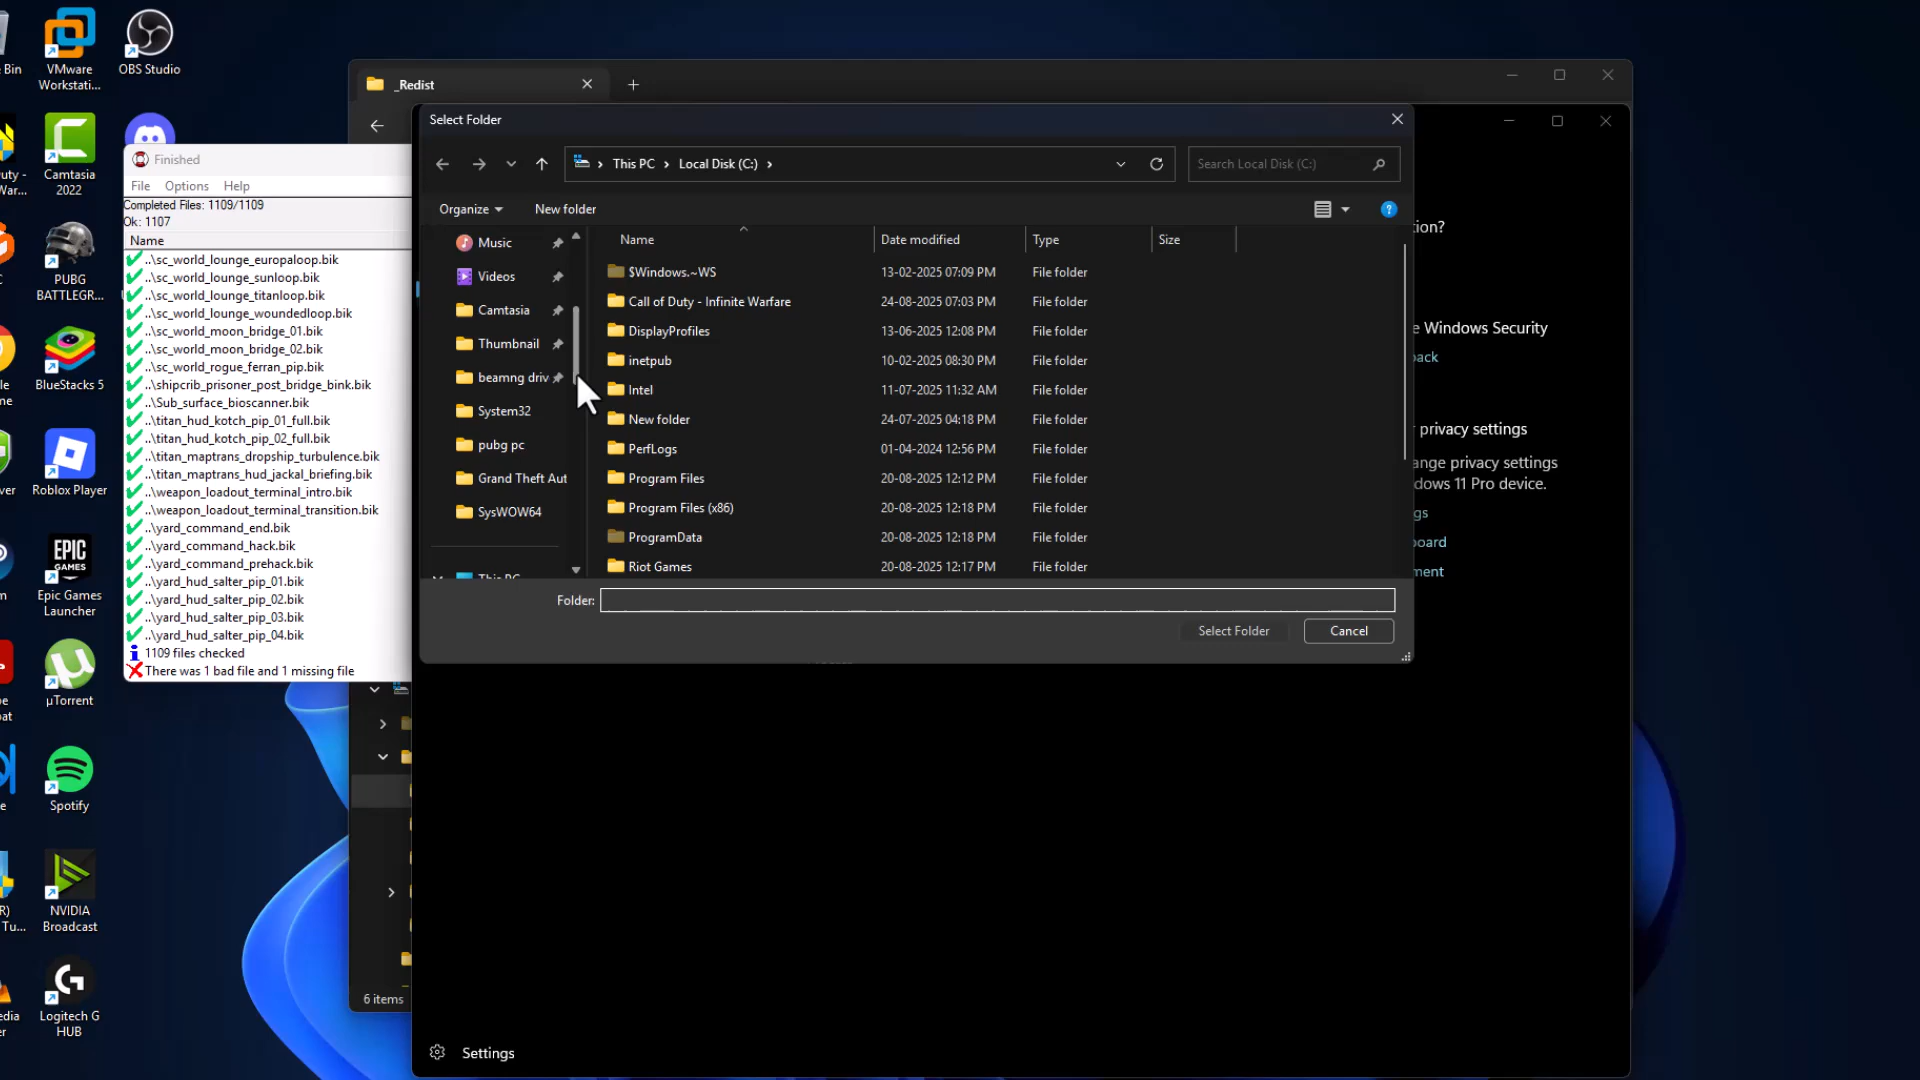 Bin
VMware
Workstati...
OBS Studio
Duty -
War...
Camtasia
2022
PUBG
BATTLEGR...
BlueStacks 5
Roblox Player
EPIC
GAMES
Epic Games
Launcher
µTorrent
Spotify
R)
Tu...
NVIDIA
Broadcast
edia
er
Logitech G
HUB
Finished
File
Options
Help
Completed Files: 1109/1109
Ok: 1107
Name
..\sc_world_lounge_europaloop.bik
..\sc_world_lounge_sunloop.bik
..\sc_world_lounge_titanloop.bik
..\sc_world_lounge_woundedloop.bik
..\sc_world_moon_bridge_01.bik
..\sc_world_moon_bridge_02.bik
..\sc_world_rogue_ferran_pip.bik
..\shipcrib_prisoner_post_bridge_bink.bik
..\Sub_surface_bioscanner.bik
..\titan_hud_kotch_pip_01_full.bik
..\titan_hud_kotch_pip_02_full.bik
..\titan_maptrans_dropship_turbulence.bik
..\titan_maptrans_hud_jackal_briefing.bik
..\weapon_loadout_terminal_intro.bik
..\weapon_loadout_terminal_transition.bik
..\yard_command_end.bik
..\yard_command_hack.bik
..\yard_command_prehack.bik
..\yard_hud_salter_pip_01.bik
..\yard_hud_salter_pip_02.bik
..\yard_hud_salter_pip_03.bik
..\yard_hud_salter_pip_04.bik
1109 files checked
There was 1 bad file and 1 missing file
_Redist
Select Folder
This PC > Local Disk (C:) >
Search Local Disk (C:)
Organize
New folder
Music
Videos
Camtasia
Thumbnail
beamng driv
System32
pubg pc
Grand Theft Aut
SysWOW64
This PC
Name Date modified Type Size
$Windows.~WS 13-02-2025 07:09 PM File folder
Call of Duty - Infinite Warfare 24-08-2025 07:03 PM File folder
DisplayProfiles 13-06-2025 12:08 PM File folder
inetpub 10-02-2025 08:30 PM File folder
Intel 11-07-2025 11:32 AM File folder
New folder 24-07-2025 04:18 PM File folder
PerfLogs 01-04-2024 12:56 PM File folder
Program Files 20-08-2025 12:12 PM File folder
Program Files (x86) 20-08-2025 12:18 PM File folder
ProgramData 20-08-2025 12:18 PM File folder
Riot Games 20-08-2025 12:17 PM File folder
Folder:
Select Folder
Cancel
ion?
e Windows Security
back
privacy settings
ange privacy settings
dows 11 Pro device.
gs
board
ment
6 items
Settings